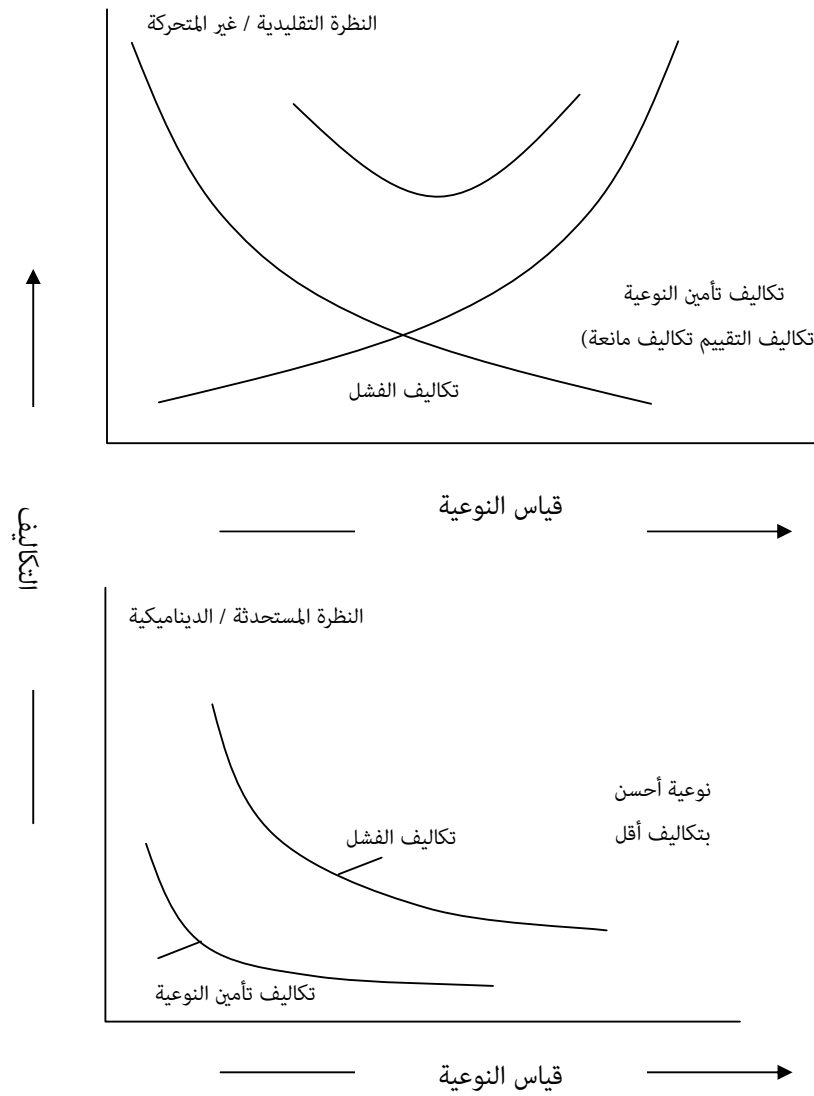 النظرة التقليدية / غير المتحركة
تكاليف تأمين النوعية
تكاليف التقييم تكاليف مانعة)
تكاليف الفشل
قياس النوعية
التكاليف
النظرة المستحدثة / الديناميكية
نوعية أحسن
بتكاليف أقل
تكاليف الفشل
تكاليف تأمين النوعية
قياس النوعية